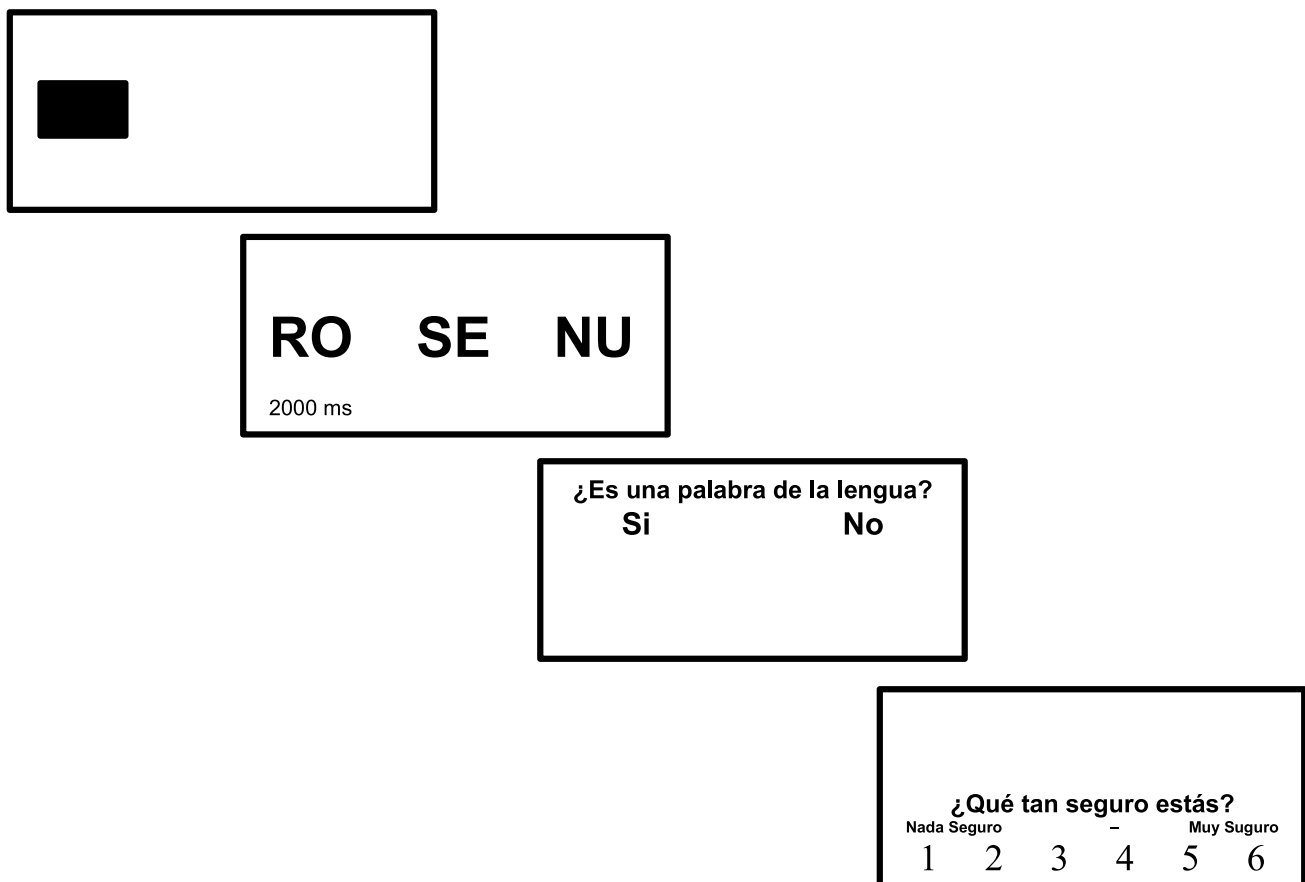 RO SE NU
2000 ms
¿Es una palabra de la lengua?
Si No
¿Qué tan seguro estás?
Nada Seguro – Muy Suguro
1 2 3 4 5 6